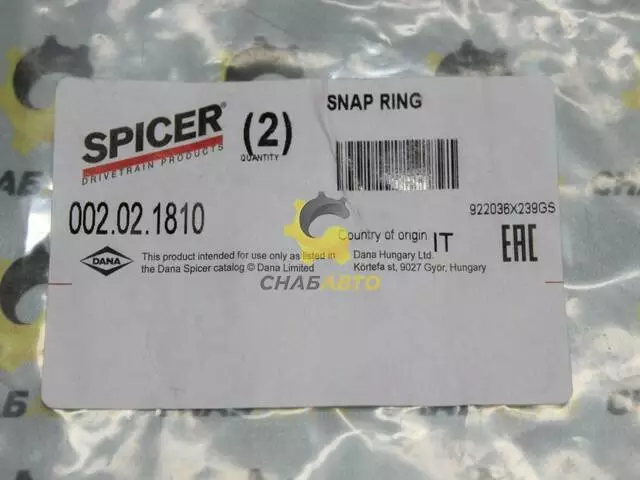 SPICER®
DRIVETRAIN PRODUCTS
(2)
QUANTITY
SNAP RING
002.02.1810
922036X239GS
Country of origin IT
EAC
DANA
This product intended for use only as listed in
the Dana Spicer catalog © Dana Limited
Dana Hungary Ltd.
Körtefa st, 9027 Győr, Hungary
СНАБАВТО